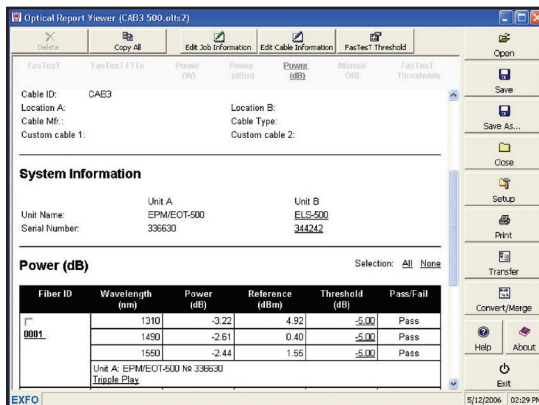 Optical Report Viewer (CAB3 500.olts2)
Delete
Copy All
Edit Job Information
Edit Cable Information
FasTesT Threshold
FasTesT
FasTesT FTTx
Power (W)
Power (dBm)
Power (dB)
Manual ORL
FasTesT Thresholds
Cable ID: CAB3
Location A: Location B:
Cable Mfr.: Cable Type:
Custom cable 1: Custom cable 2:
System Information
Unit A Unit B
Unit Name: EPM/EOT-500 ELS-500
Serial Number: 336630 344242
Power (dB) Selection: All None
Fiber ID Wavelength (nm) Power (dB) Reference (dBm) Threshold (dB) Pass/Fail
0001
1310 -3.22 4.92 -5.00 Pass
1490 -2.61 0.40 -5.00 Pass
1550 -2.44 1.55 -5.00 Pass
Unit A: EPM/EOT-500 № 336630
Tripple Play
Open
Save
Save As...
Close
Setup
Print
Transfer
Convert/Merge
Help About
Exit
EXFO
5/12/2006 02:29 PM